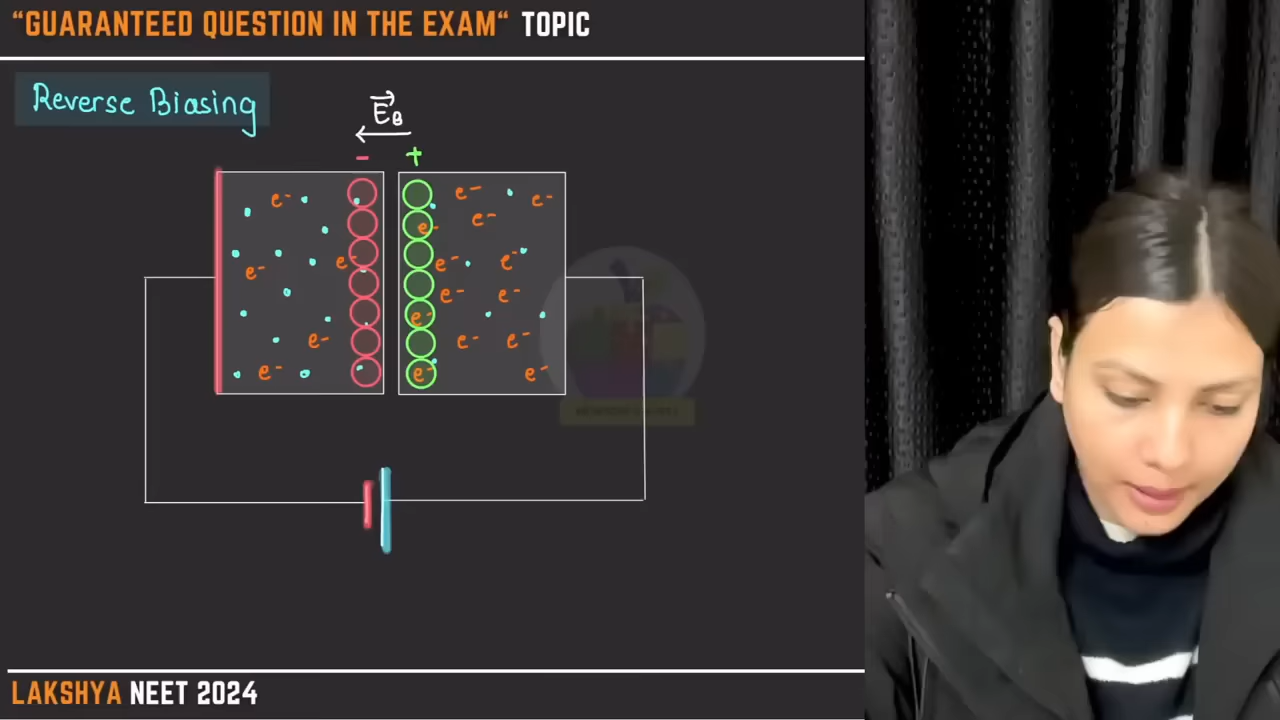 "GUARANTEED QUESTION IN THE EXAM" TOPIC
Reverse Biasing
E_B
- +
e- e-
e- e-
e-
e- e- e-
e-
e- e-
e-
e- e- e-
e- e- e-
LAKSHYA NEET 2024